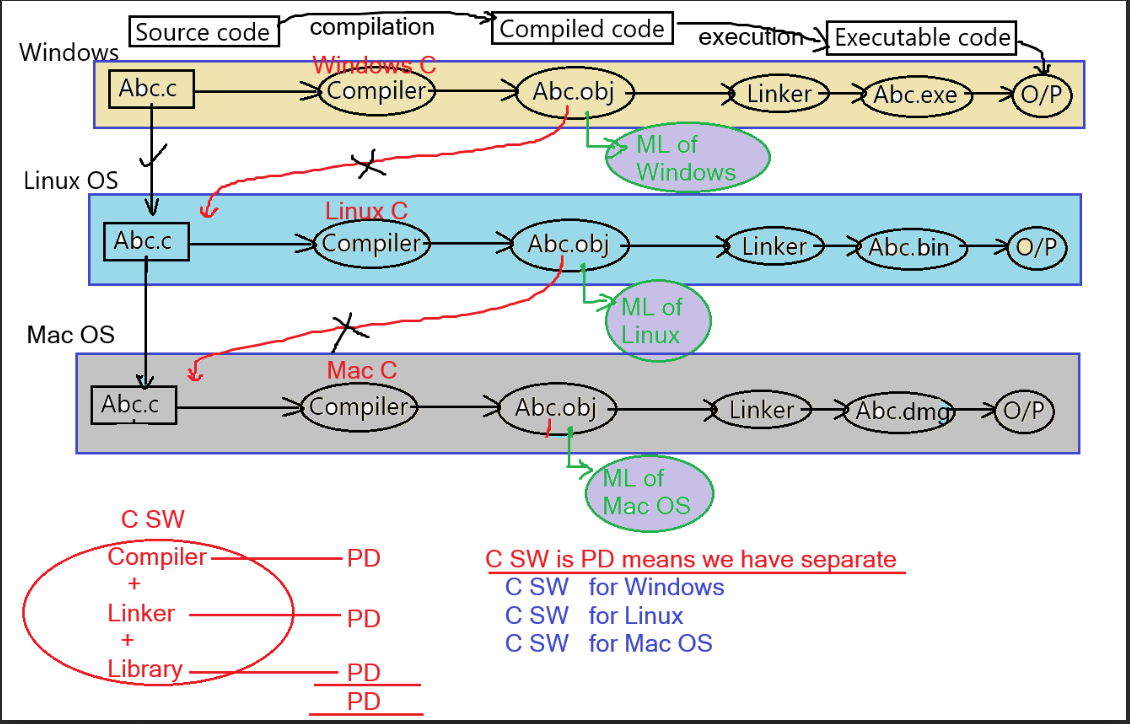 Source code
compilation
Compiled code
execution
Executable code
Windows
Abc.c
Windows C
Compiler
Abc.obj
Linker
Abc.exe
O/P
ML of
Windows
Linux OS
Abc.c
Linux C
Compiler
Abc.obj
Linker
Abc.bin
O/P
ML of
Linux
Mac OS
Abc.c
Mac C
Compiler
Abc.obj
Linker
Abc.dmg
O/P
ML of
Mac OS
C SW
Compiler
PD
+
Linker
PD
+
Library
PD
PD
C SW is PD means we have separate
C SW for Windows
C SW for Linux
C SW for Mac OS